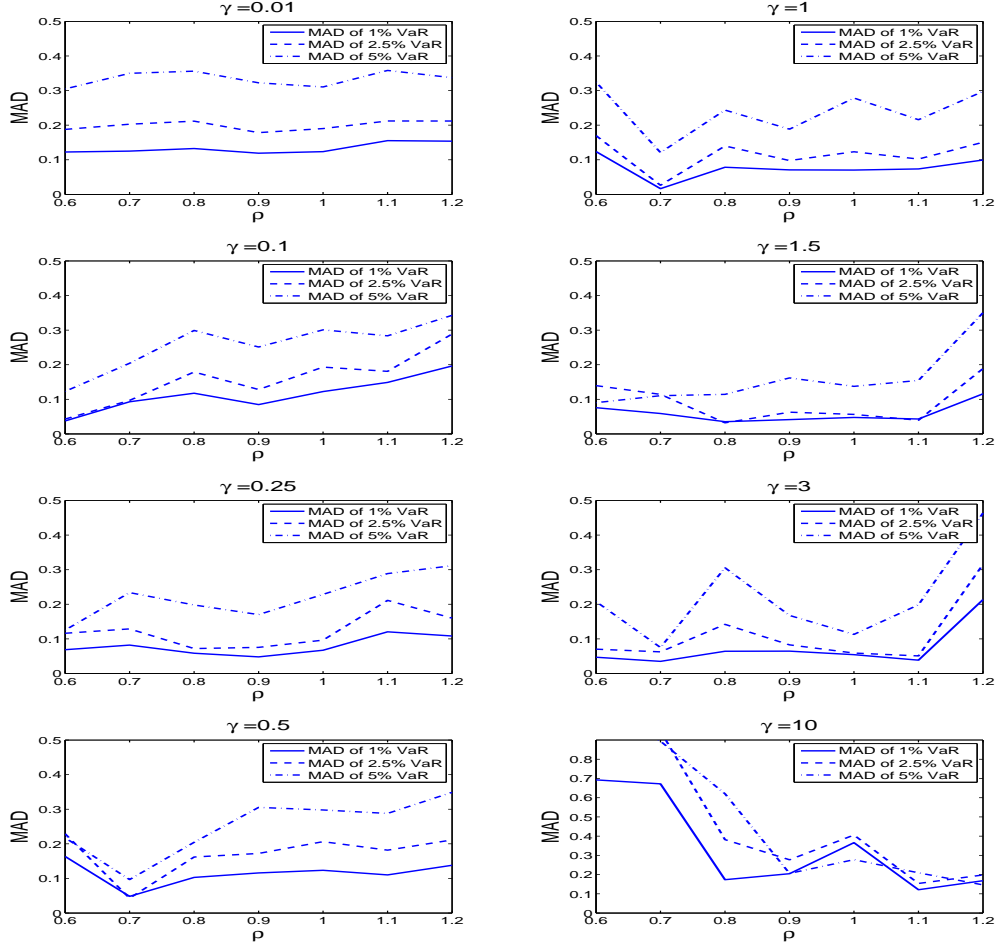 γ =0.01
0.5
0.4
0.3
0.2
0.1
0
MAD
MAD of 1% VaR
MAD of 2.5% VaR
MAD of 5% VaR
0.6 0.7 0.8 0.9 1 1.1 1.2
ρ
γ =1
0.5
0.4
0.3
0.2
0.1
0
MAD
MAD of 1% VaR
MAD of 2.5% VaR
MAD of 5% VaR
0.6 0.7 0.8 0.9 1 1.1 1.2
ρ
γ =0.1
0.5
0.4
0.3
0.2
0.1
0
MAD
MAD of 1% VaR
MAD of 2.5% VaR
MAD of 5% VaR
0.6 0.7 0.8 0.9 1 1.1 1.2
ρ
γ =1.5
0.5
0.4
0.3
0.2
0.1
0
MAD
MAD of 1% VaR
MAD of 2.5% VaR
MAD of 5% VaR
0.6 0.7 0.8 0.9 1 1.1 1.2
ρ
γ =0.25
0.5
0.4
0.3
0.2
0.1
0
MAD
MAD of 1% VaR
MAD of 2.5% VaR
MAD of 5% VaR
0.6 0.7 0.8 0.9 1 1.1 1.2
ρ
γ =3
0.5
0.4
0.3
0.2
0.1
0
MAD
MAD of 1% VaR
MAD of 2.5% VaR
MAD of 5% VaR
0.6 0.7 0.8 0.9 1 1.1 1.2
ρ
γ =0.5
0.5
0.4
0.3
0.2
0.1
0
MAD
MAD of 1% VaR
MAD of 2.5% VaR
MAD of 5% VaR
0.6 0.7 0.8 0.9 1 1.1 1.2
ρ
γ =10
0.8
0.7
0.6
0.5
0.4
0.3
0.2
0.1
0
MAD
MAD of 1% VaR
MAD of 2.5% VaR
MAD of 5% VaR
0.6 0.7 0.8 0.9 1 1.1 1.2
ρ